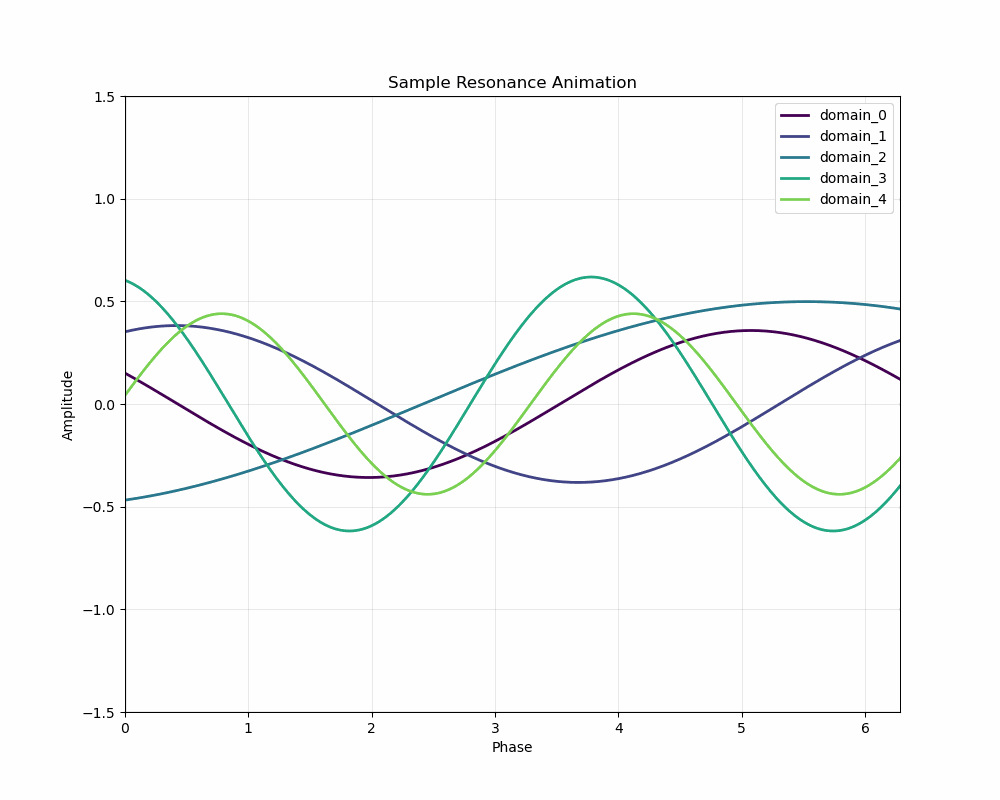 Sample Resonance Animation
1.5
1.0
0.5
0.0
−0.5
−1.0
−1.5
Amplitude
domain_0
domain_1
domain_2
domain_3
domain_4
0 1 2 3 4 5 6
Phase